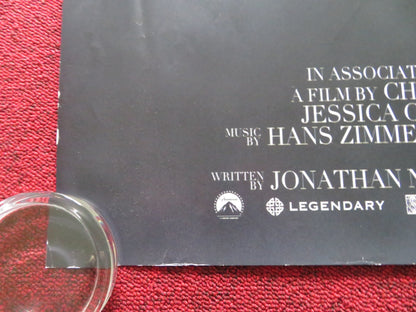 IN ASSOCIAT
A FILM BY CH
JESSICA C
MUSIC BY HANS ZIMME
WRITTEN BY JONATHAN N
LEGENDARY